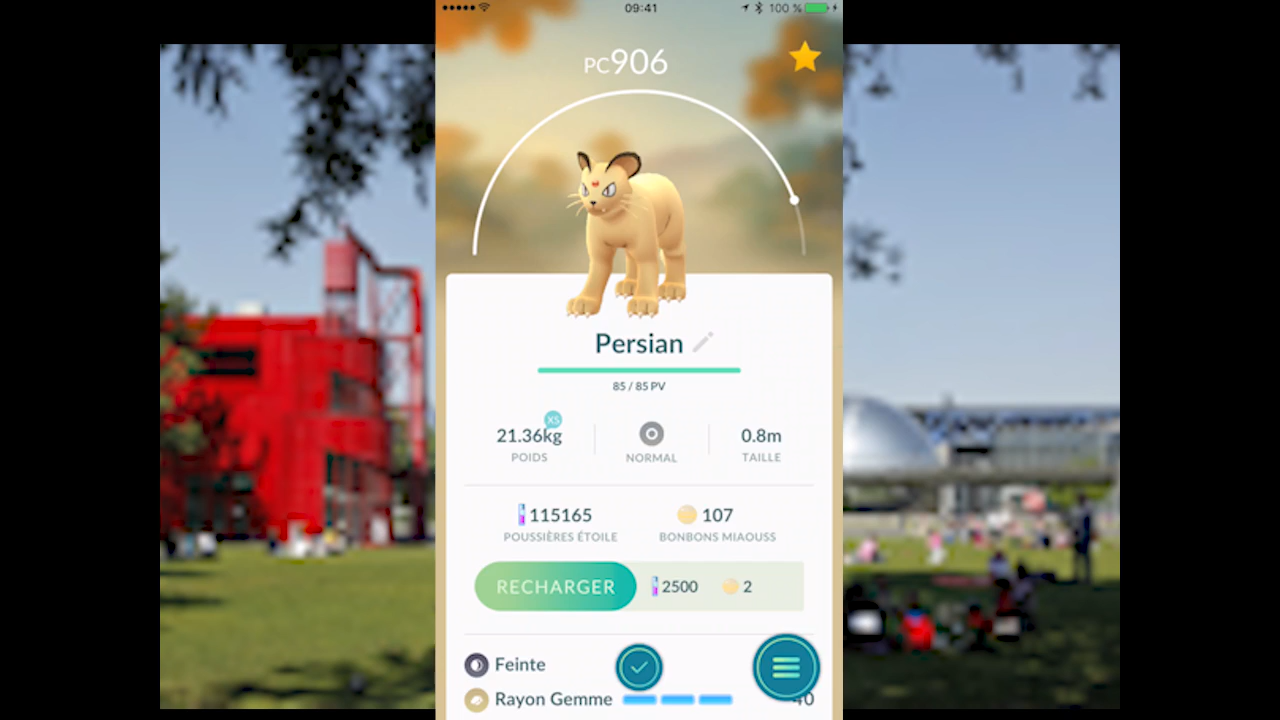 09:41
100 %
PC906
Persian
85 / 85 PV
XS
21.36kg
0.8m
POIDS
NORMAL
TAILLE
115165
107
POUSSIÈRES ÉTOILE
BONBONS MIAOUSS
RECHARGER
2500
2
Feinte
Rayon Gemme
40